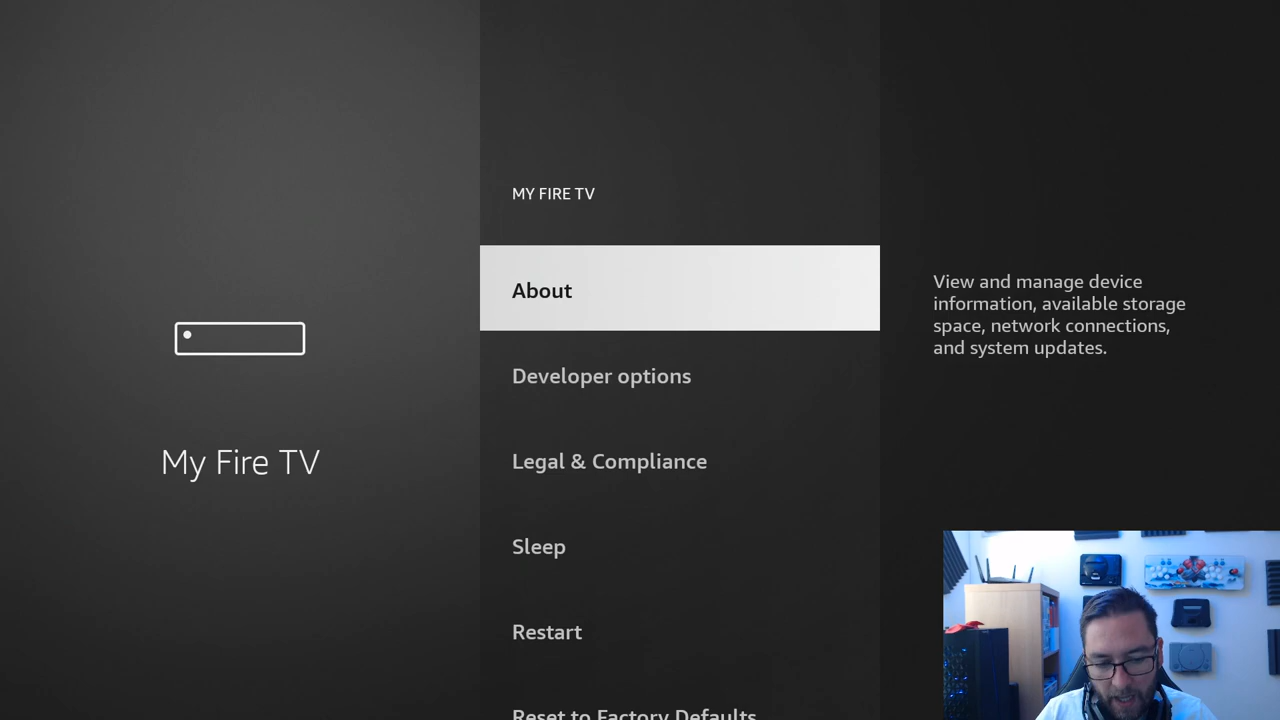 MY FIRE TV
About
Developer options
Legal & Compliance
Sleep
Restart
Reset to Factory Defaults
My Fire TV
View and manage device
information, available storage
space, network connections,
and system updates.